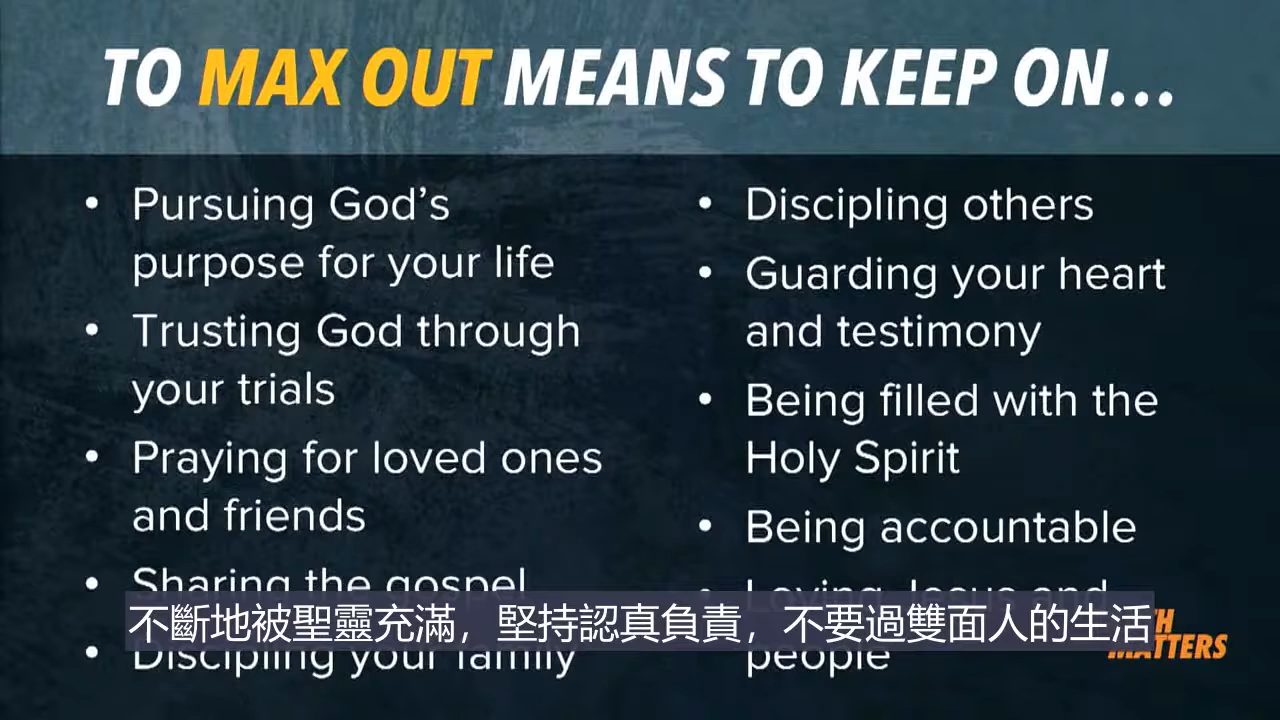 TO MAX OUT MEANS TO KEEP ON...
• Pursuing God's
purpose for your life
• Trusting God through
your trials
• Praying for loved ones
and friends
• Sharing the gospel
• Discipling your family
• Discipling others
• Guarding your heart
and testimony
• Being filled with the
Holy Spirit
• Being accountable
• Loving Jesus and
people
不斷地被聖靈充滿，堅持認真負責，不要過雙面人的生活
MATTERS